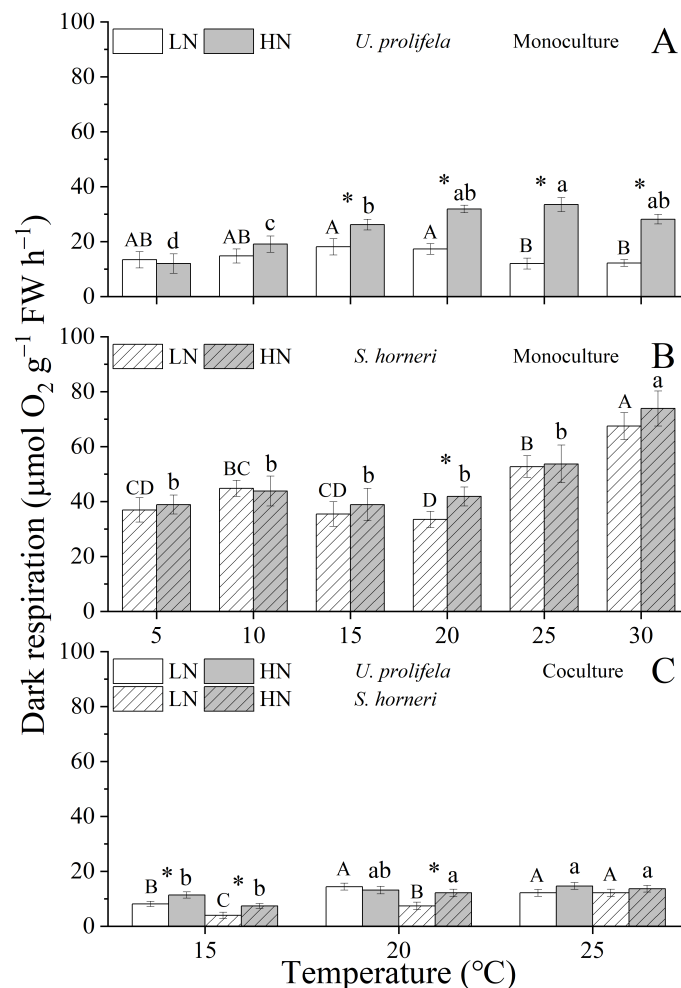 100
LN HN U. prolifela Monoculture A
80
60
40
* * * *
b ab a ab
20
AB d AB c A A B B
0
100
LN HN S. horneri Monoculture B
80
A a
60
B b
40
CD b BC b CD b D * b
20
0
5 10 15 20 25 30
100
LN HN U. prolifela Coculture C
LN HN S. horneri
80
60
40
20
B * b C * b A ab B * a A a A a
0
15 20 25
Temperature (°C)
Dark respiration (μmol O₂ g⁻¹ FW h⁻¹)